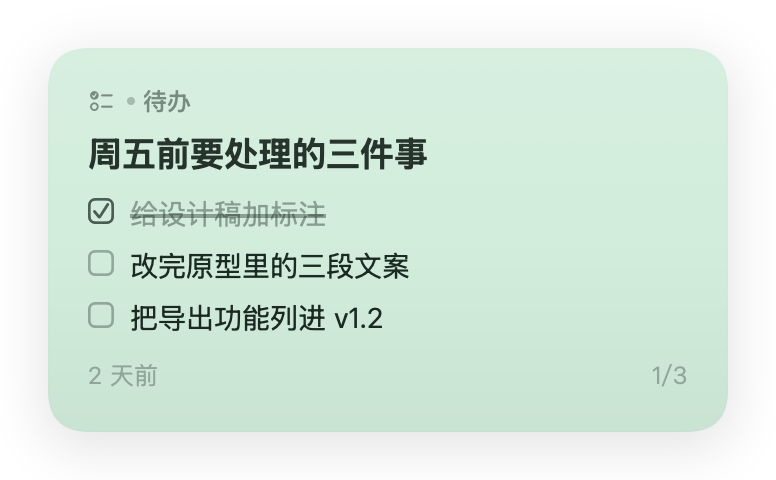 • 待办
周五前要处理的三件事
给设计稿加标注
改完原型里的三段文案
把导出功能列进 v1.2
2 天前
1/3